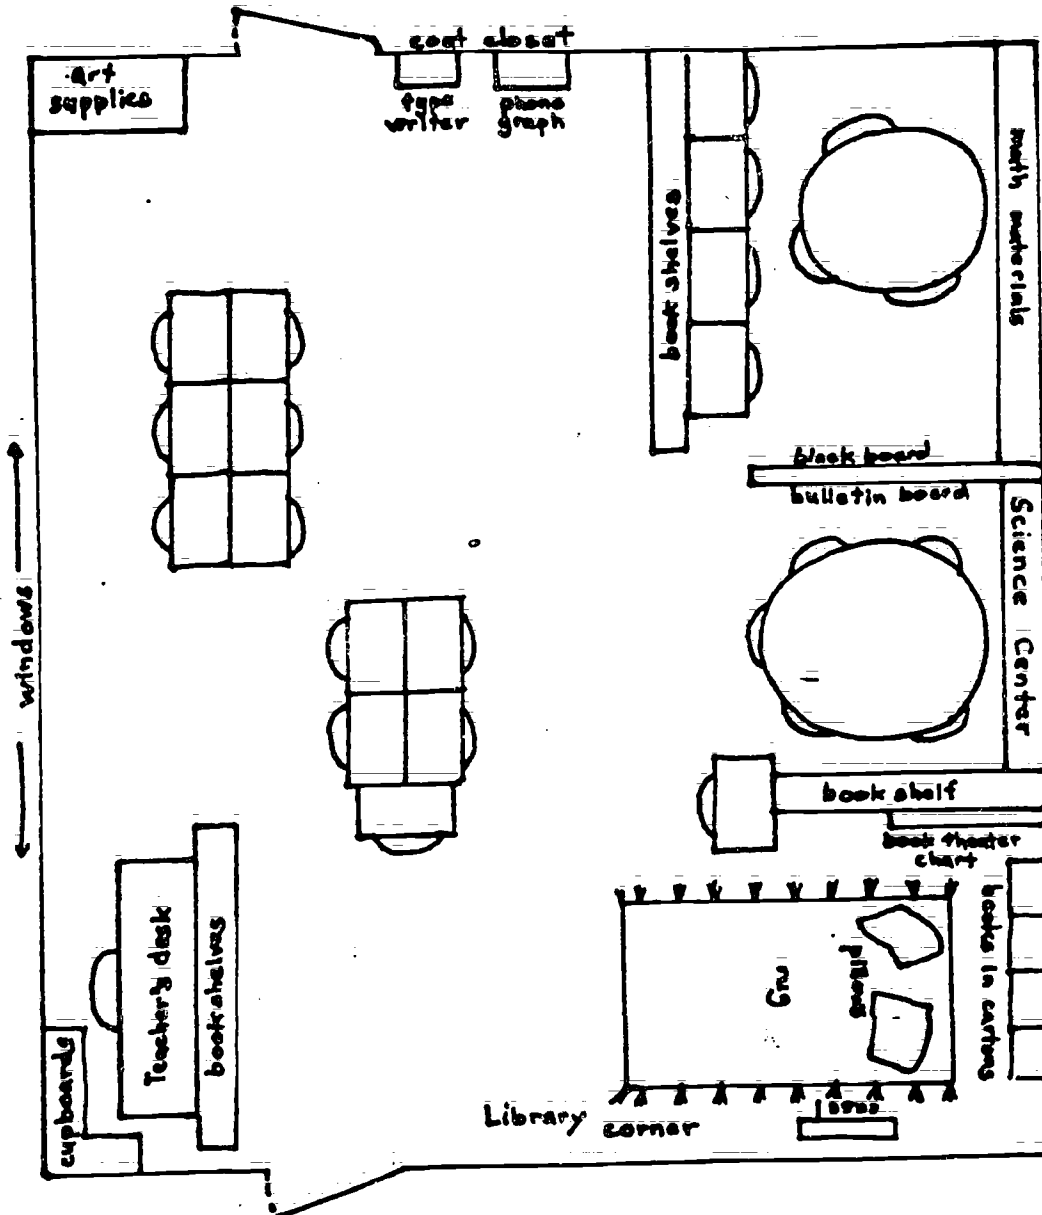 coat closat
art
supplies
type
writer
phono
graph
book shelves
math materials
black board
bulletin board
Science Center
windows
book shelf
book theater
chart
books in cartons
pillows
rug
Teacher's desk
bookshelves
cupboards
Library
corner